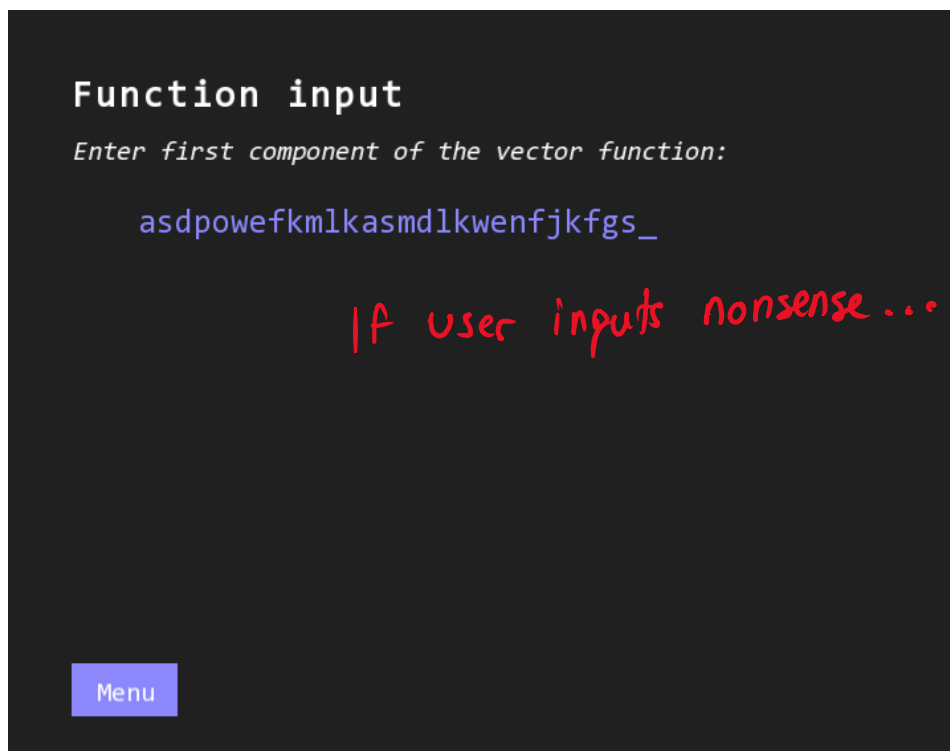 Function input
Enter first component of the vector function:
asdpowefkmlkasmdlkwenfjkfgs_
If user inputs nonsense...
Menu